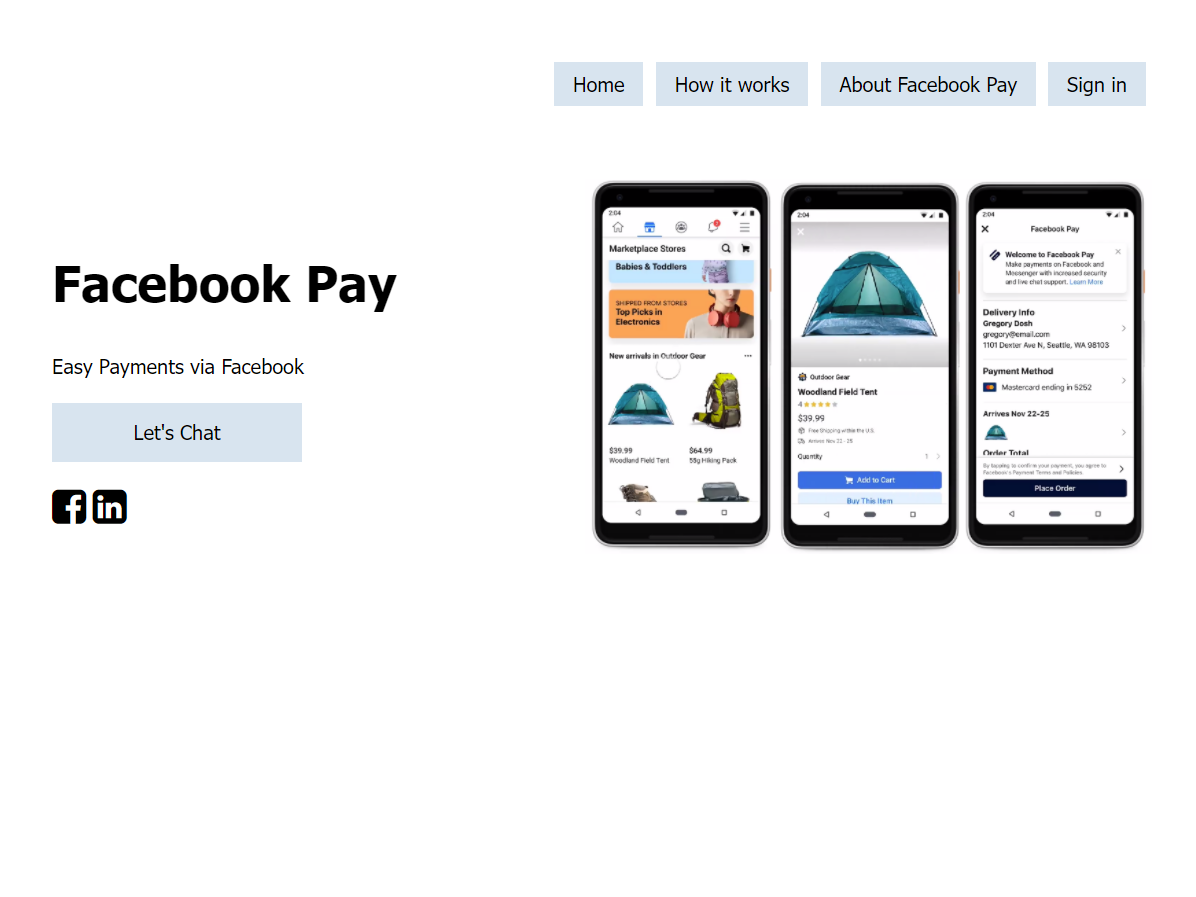 Home
How it works
About Facebook Pay
Sign in
Facebook Pay
Easy Payments via Facebook
Let's Chat
in
2:04
Marketplace Stores
Babies & Toddlers
SHIPPED FROM STORES
Top Picks in
Electronics
New arrivals in Outdoor Gear
$39.99
Woodland Field Tent
$64.99
55g Hiking Pack
2:04
Outdoor Gear
Woodland Field Tent
4
$39.99
Free Shipping within the U.S.
Arrives Nov 22 - 25
Quantity
1
Add to Cart
Buy This Item
2:04
Facebook Pay
Welcome to Facebook Pay
Make payments on Facebook and
Messenger with increased security
and live chat support. Learn More
Delivery Info
Gregory Dosh
gregory@email.com
1101 Dexter Ave N, Seattle, WA 98103
Payment Method
Mastercard ending in 5252
Arrives Nov 22-25
Order Total
By tapping to confirm your payment, you agree to
Facebook's Payment Terms and Policies.
Place Order